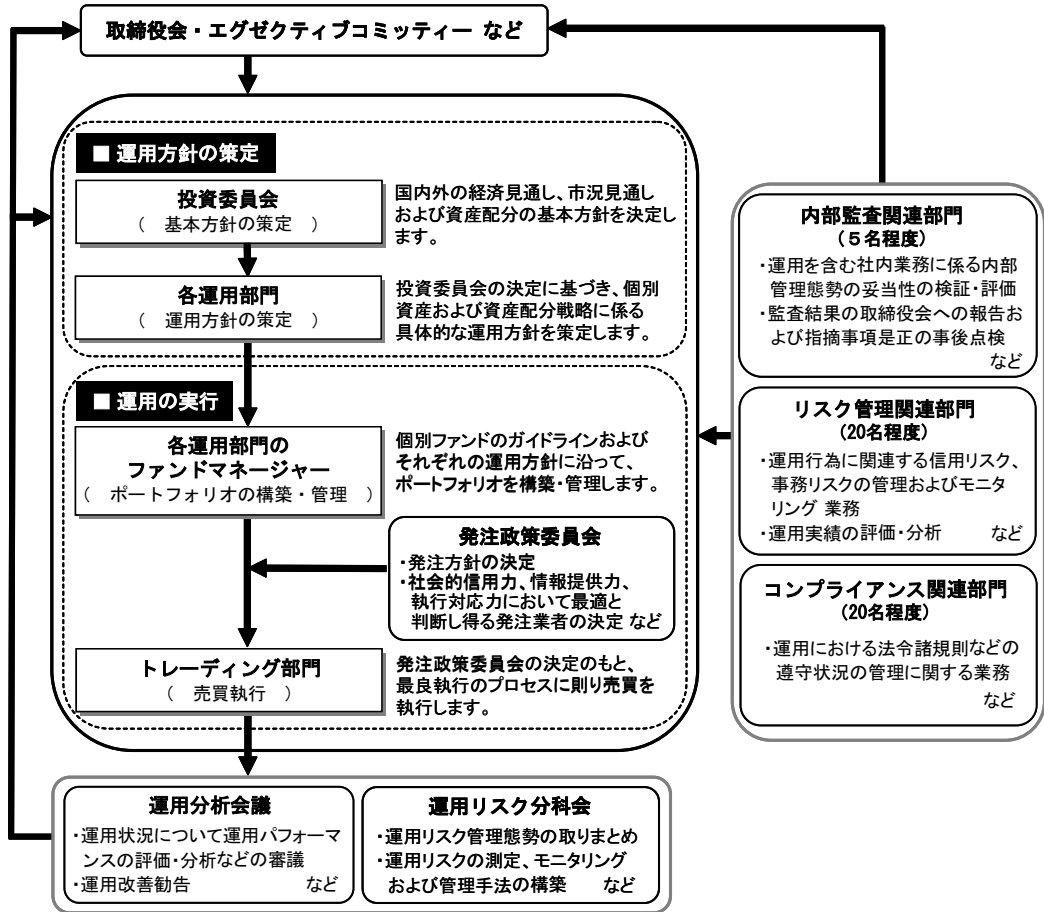 取締役会・エグゼクティブコミッティー など
■ 運用方針の策定
投資委員会
（ 基本方針の策定 ）
国内外の経済見通し、市況見通し
および資産配分の基本方針を決定し
ます。
各運用部門
（ 運用方針の策定 ）
投資委員会の決定に基づき、個別
資産および資産配分戦略に係る
具体的な運用方針を策定します。
■ 運用の実行
各運用部門の
ファンドマネージャー
（ ポートフォリオの構築・管理 ）
個別ファンドのガイドラインおよび
それぞれの運用方針に沿って、
ポートフォリオを構築・管理します。
発注政策委員会
・発注方針の決定
・社会的信用力、情報提供力、
執行対応力において最適と
判断し得る発注業者の決定 など
トレーディング部門
（ 売買執行 ）
発注政策委員会の決定のもと、
最良執行のプロセスに則り売買を
執行します。
運用分析会議
・運用状況について運用パフォーマ
ンスの評価・分析などの審議
・運用改善勧告 など
運用リスク分科会
・運用リスク管理態勢の取りまとめ
・運用リスクの測定、モニタリング
および管理手法の構築 など
内部監査関連部門
（５名程度）
・運用を含む社内業務に係る内部
管理態勢の妥当性の検証・評価
・監査結果の取締役会への報告お
よび指摘事項是正の事後点検
など
リスク管理関連部門
（20名程度）
・運用行為に関連する信用リスク、
事務リスクの管理およびモニタ
リング 業務
・運用実績の評価・分析 など
コンプライアンス関連部門
（20名程度）
・運用における法令諸規則などの
遵守状況の管理に関する業務
など